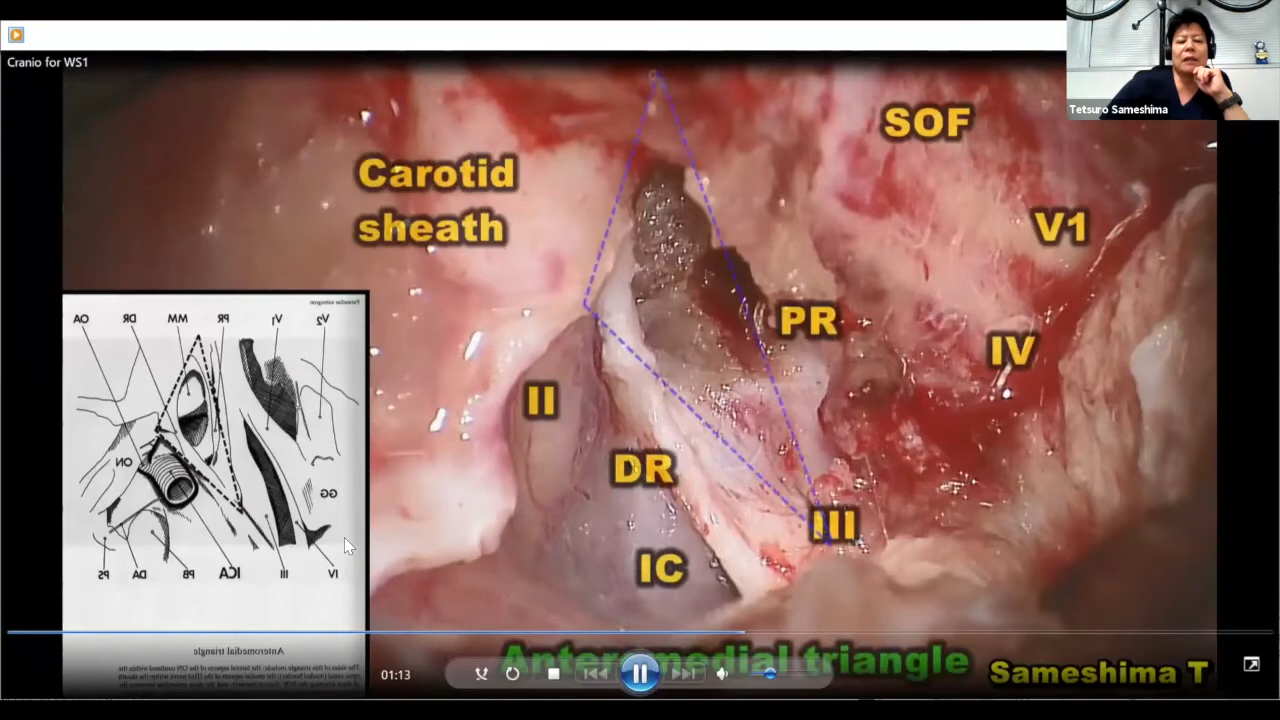 Cranio for WS1
Tetsuro Sameshima
SOF
Carotid
sheath
V1
PR
IV
II
DR
III
IC
OA DR MM PR V1 V2
ON
GG
PS DA PB ICA III IV
Anteromedial triangle
01:13
Anteromedial triangle
Sameshima T